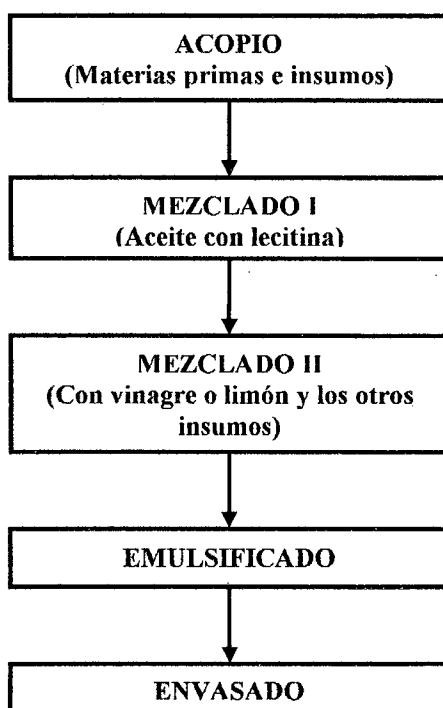 ACOPIO
(Materias primas e insumos)
MEZCLADO I
(Aceite con lecitina)
MEZCLADO II
(Con vinagre o limón y los otros
insumos)
EMULSIFICADO
ENVASADO